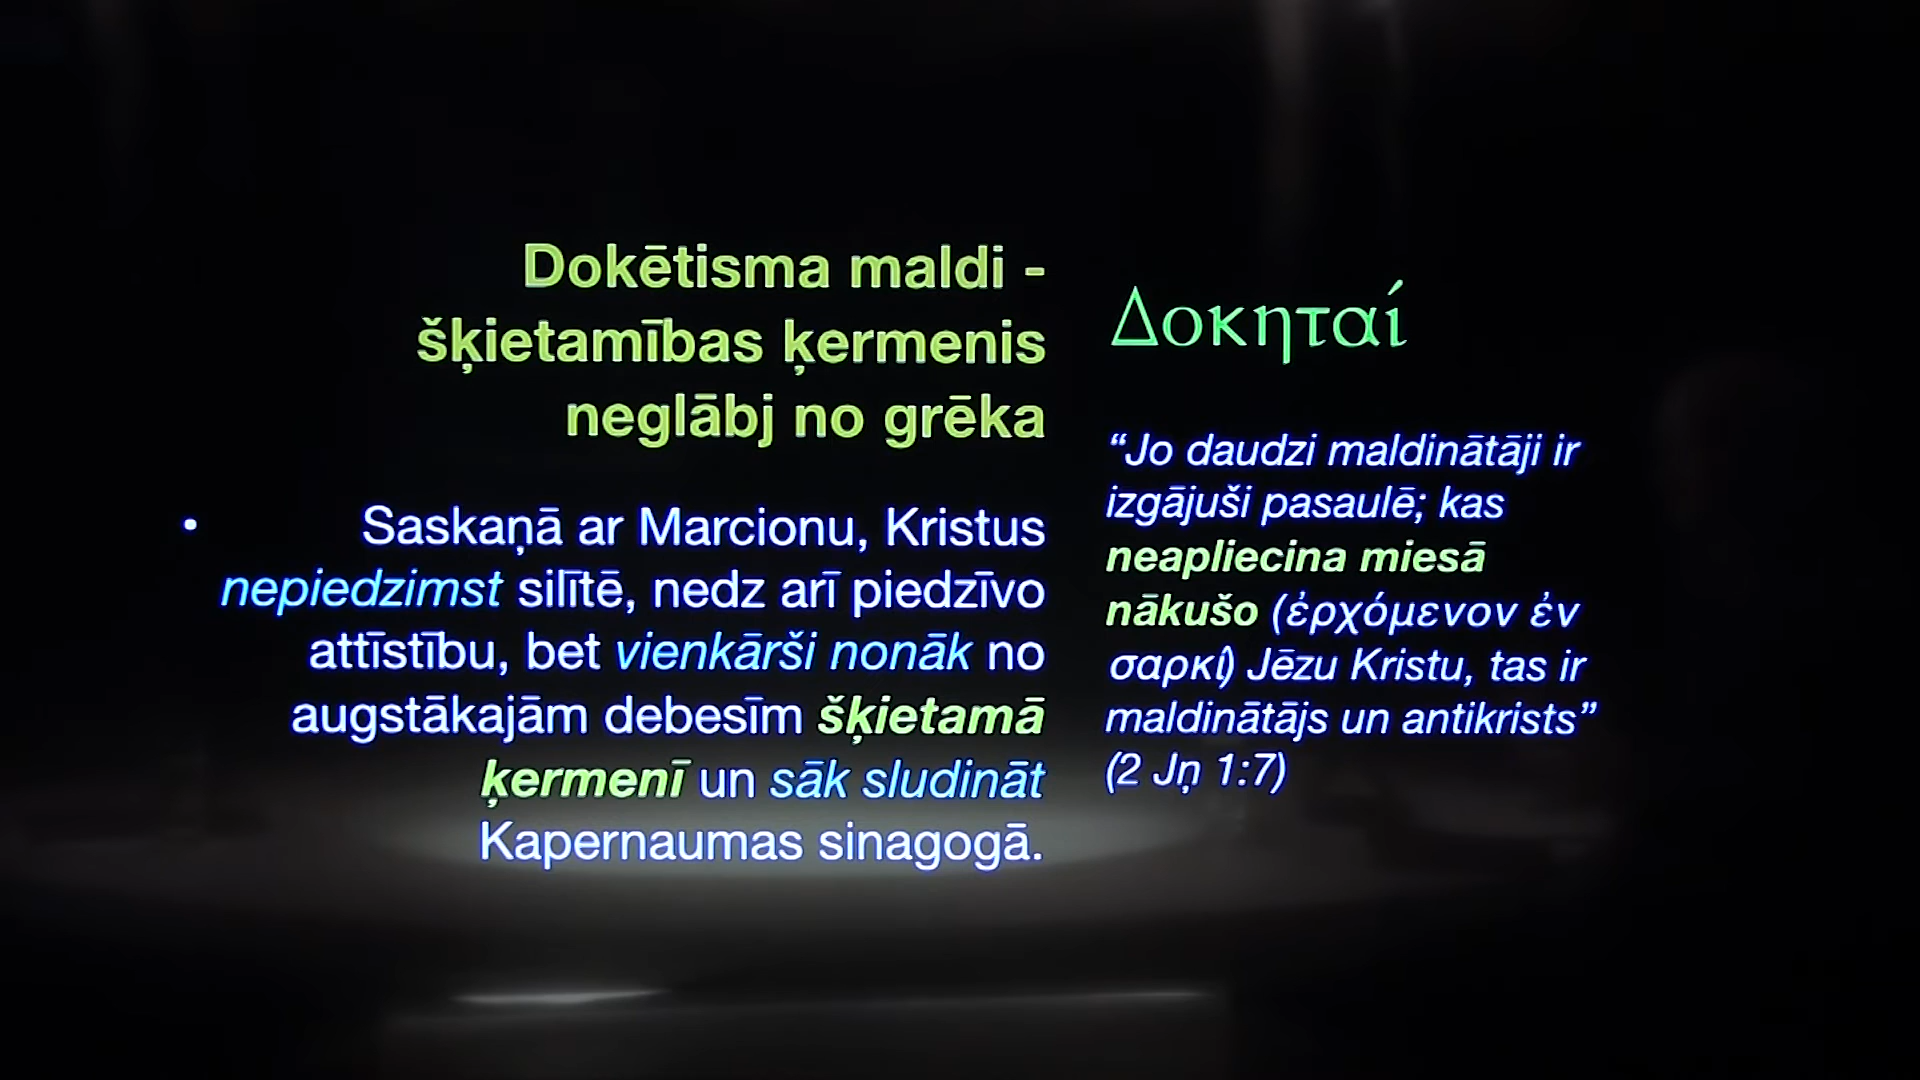 Dokētisma maldi -
šķietamības ķermenis
neglābj no grēka
• Saskaņā ar Marcionu, Kristus
nepiedzimst silītē, nedz arī piedzīvo
attīstību, bet vienkārši nonāk no
augstākajām debesīm šķietamā
ķermenī un sāk sludināt
Kapernaumas sinagogā.
Δοκηταί
“Jo daudzi maldinātāji ir
izgājuši pasaulē; kas
neapliecina miesā
nākušo (ἐρχόμενον ἐν
σαρκί) Jēzu Kristu, tas ir
maldinātājs un antikrists”
(2 Jņ 1:7)